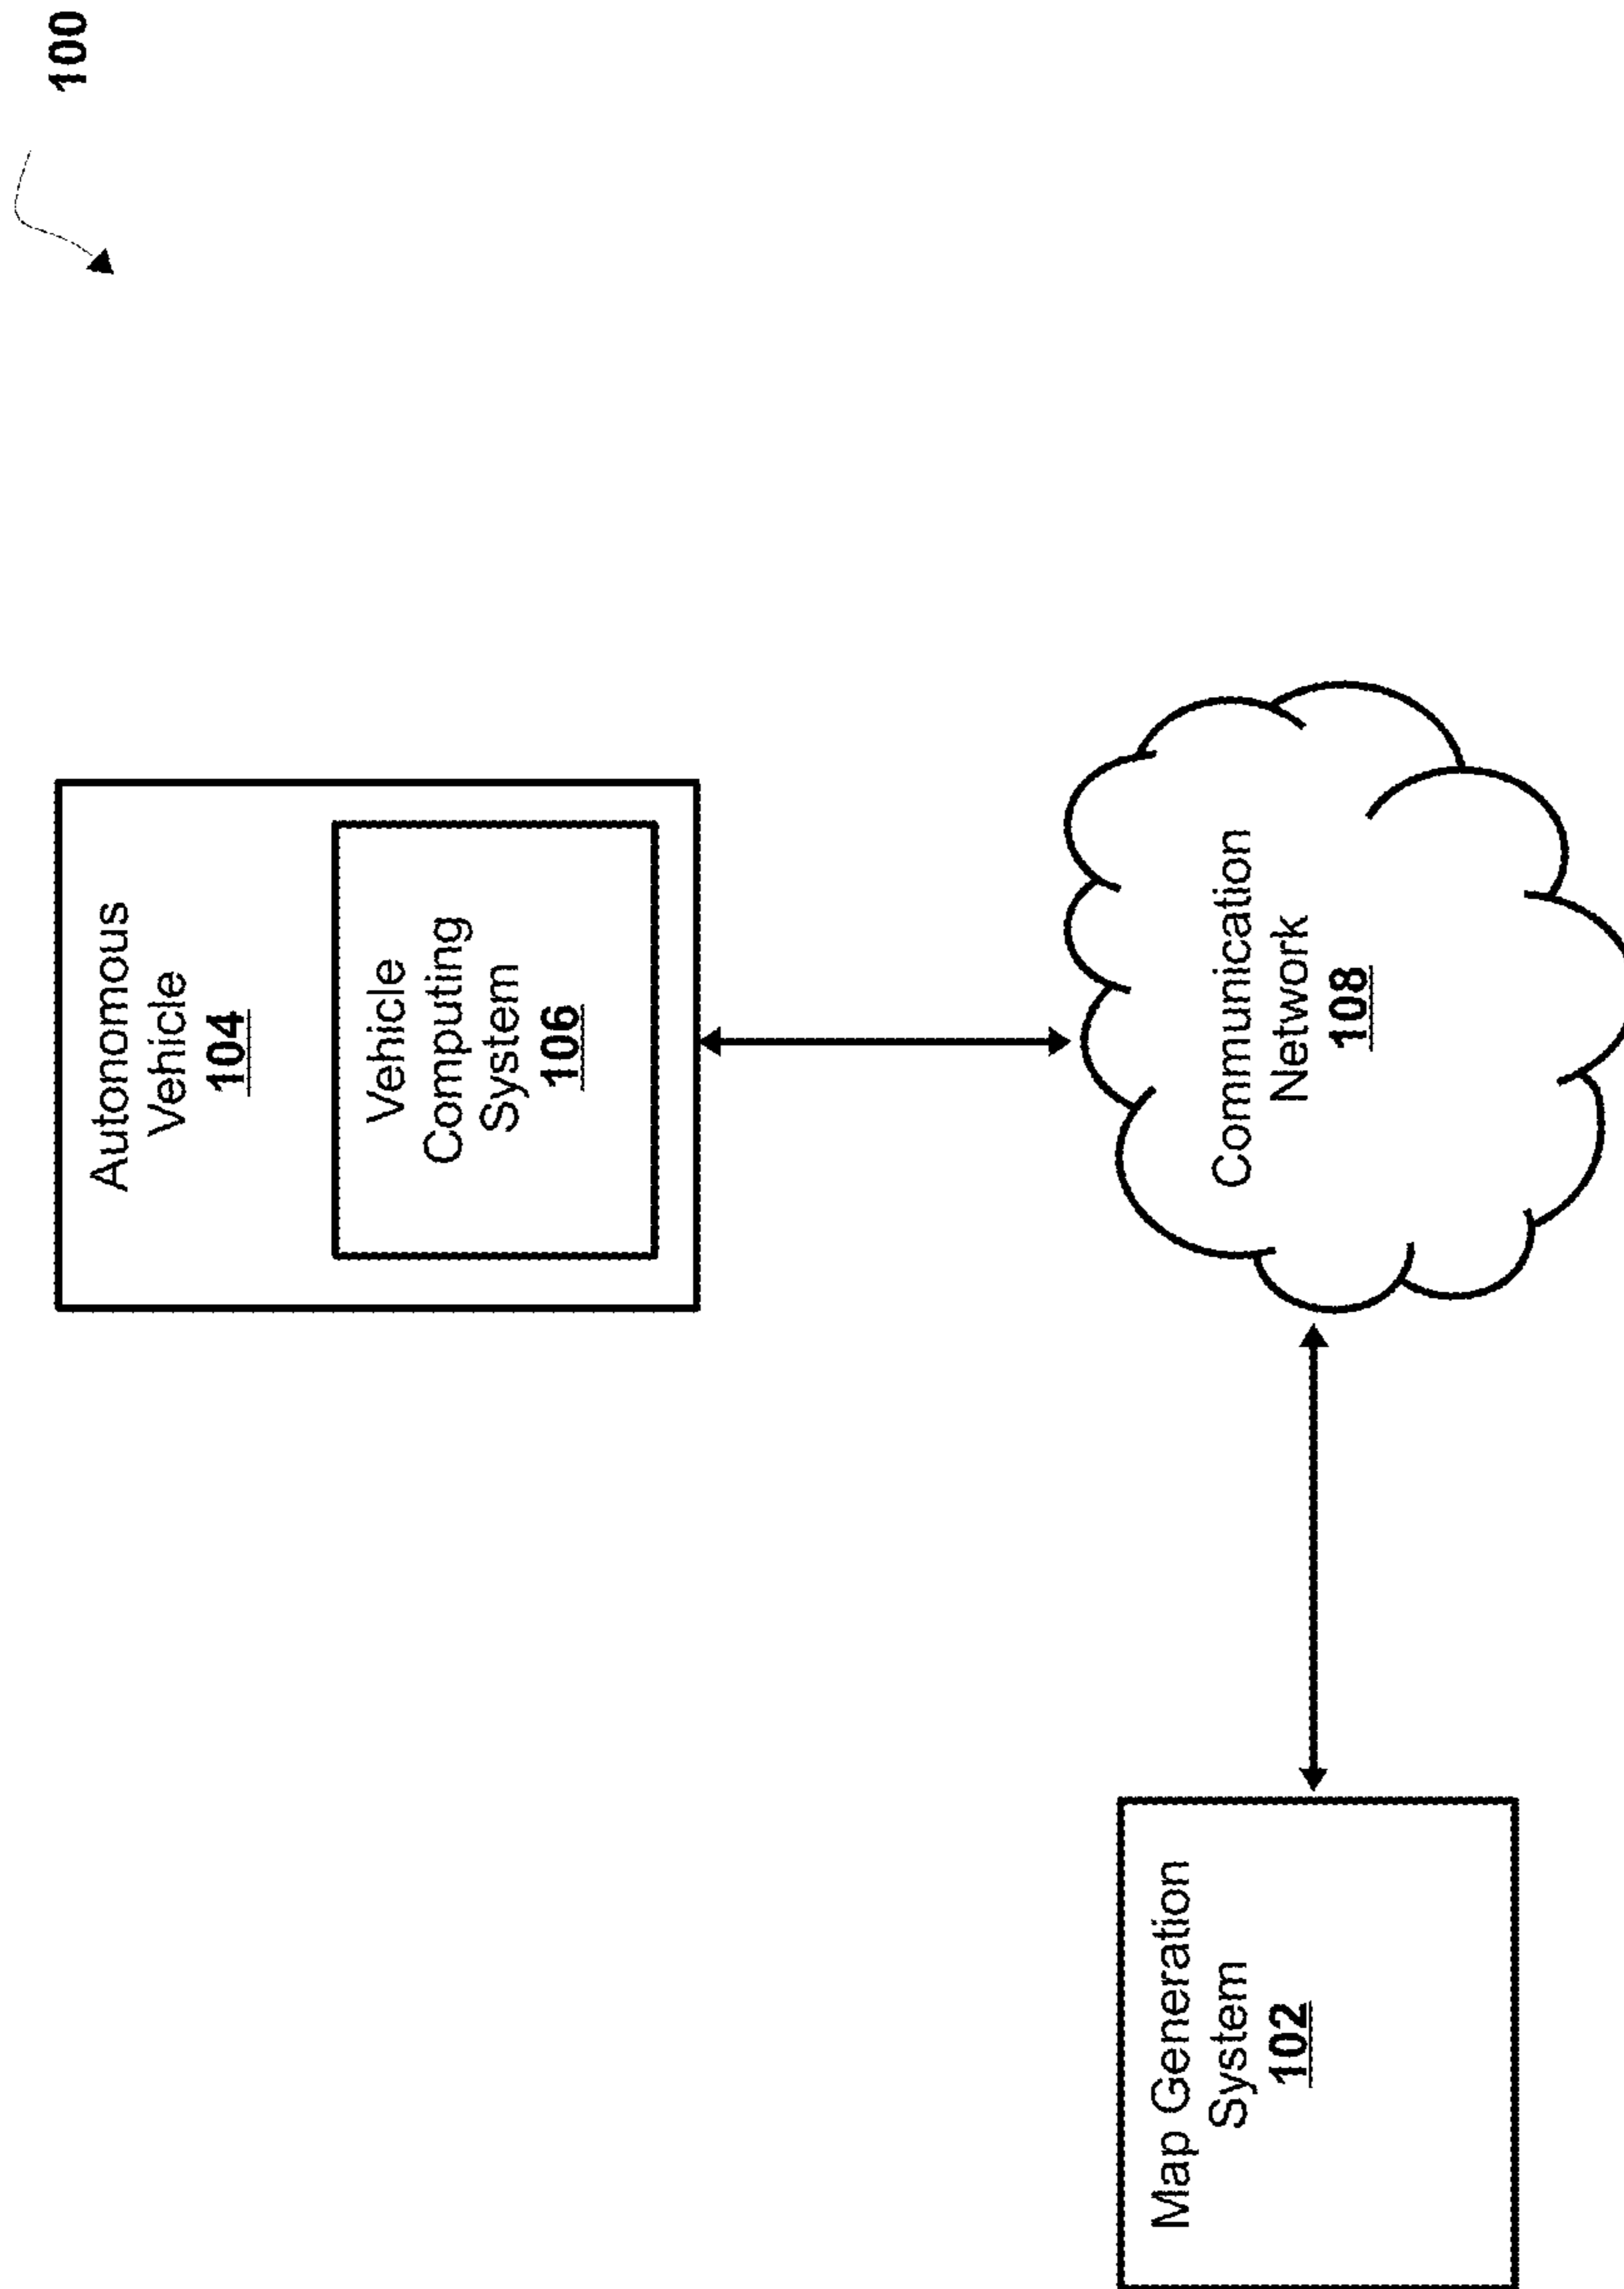 100
Autonomous
Vehicle
104
Vehicle
Computing
System
106
Map Generation
System
102
Communication
Network
108